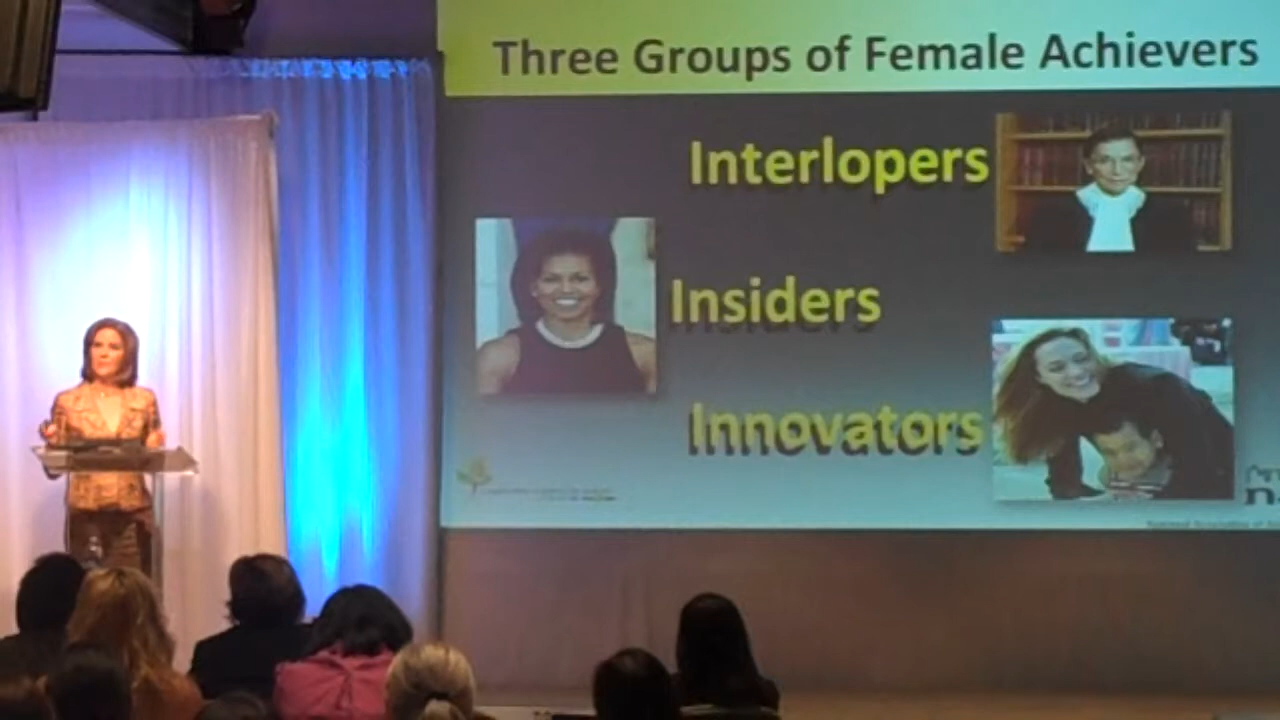 Three Groups of Female Achievers
Interlopers
Insiders
Innovators